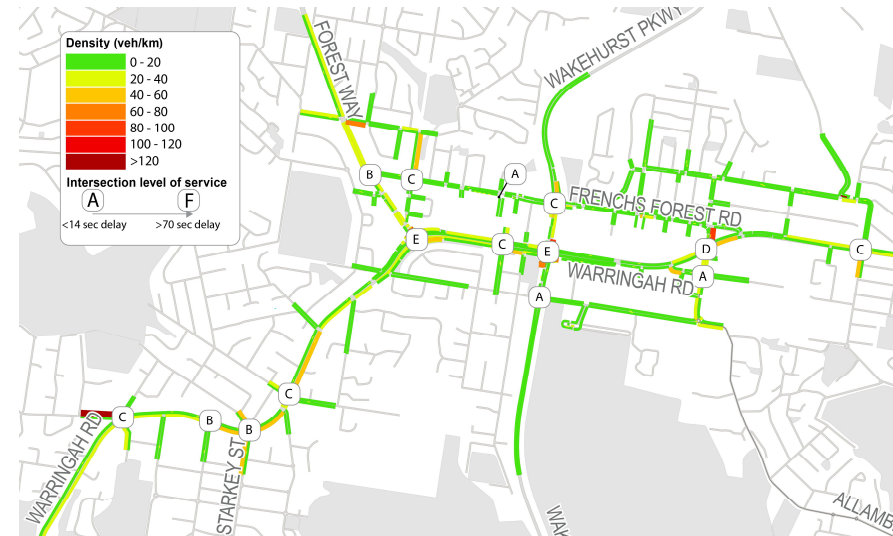 Density (veh/km)
0 - 20
20 - 40
40 - 60
60 - 80
80 - 100
100 - 120
>120
Intersection level of service
A
F
<14 sec delay
>70 sec delay
FOREST WAY
WAKEHURST PKWY
B
C
A
C
FRENCHS FOREST RD
E
C
E
D
C
WARRINGAH RD
A
A
C
C
B
B
WARRINGAH RD
STARKEY ST
WAK
ALLAMB